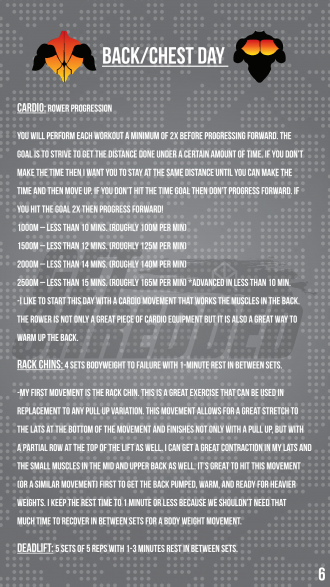 BACK/CHEST DAY
CARDIO: ROWER PROGRESSION
YOU WILL PERFORM EACH WORKOUT A MINIMUM OF 2X BEFORE PROGRESSING FORWARD. THE
GOAL IS TO STRIVE TO GET THE DISTANCE DONE UNDER A CERTAIN AMOUNT OF TIME. IF YOU DON'T
MAKE THE TIME THEN I WANT YOU TO STAY AT THE SAME DISTANCE UNTIL YOU CAN MAKE THE
TIME AND THEN MOVE UP. IF YOU DON'T HIT THE TIME GOAL THEN DON'T PROGRESS FORWARD. IF
YOU HIT THE GOAL 2X THEN PROGRESS FORWARD!
1000M – LESS THAN 10 MINS. (ROUGHLY 100M PER MIN)
1500M – LESS THAN 12 MINS. (ROUGHLY 125M PER MIN)
2000M – LESS THAN 14 MINS. (ROUGHLY 140M PER MIN)
2500M – LESS THAN 15 MINS. (ROUGHLY 165M PER MIN) *ADVANCED IN LESS THAN 10 MIN.
-I LIKE TO START THIS DAY WITH A CARDIO MOVEMENT THAT WORKS THE MUSCLES IN THE BACK.
THE ROWER IS NOT ONLY A GREAT PIECE OF CARDIO EQUIPMENT BUT IT IS ALSO A GREAT WAY TO
WARM UP THE BACK.
RACK CHINS: 4 SETS BODYWEIGHT TO FAILURE WITH 1-MINUTE REST IN BETWEEN SETS.
-MY FIRST MOVEMENT IS THE RACK CHIN. THIS IS A GREAT EXERCISE THAT CAN BE USED IN
REPLACEMENT TO ANY PULL UP VARIATION. THIS MOVEMENT ALLOWS FOR A GREAT STRETCH TO
THE LATS AT THE BOTTOM OF THE MOVEMENT AND FINISHES NOT ONLY WITH A PULL UP, BUT WITH
A PARTIAL ROW AT THE TOP OF THE LIFT AS WELL. I CAN GET A GREAT CONTRACTION IN MY LATS AND
THE SMALL MUSCLES IN THE MID AND UPPER BACK AS WELL. IT'S GREAT TO HIT THIS MOVEMENT
(OR A SIMILAR MOVEMENT) FIRST TO GET THE BACK PUMPED, WARM, AND READY FOR HEAVIER
WEIGHTS. I KEEP THE REST TIME TO 1 MINUTE OR LESS BECAUSE WE SHOULDN'T NEED THAT
MUCH TIME TO RECOVER IN BETWEEN SETS FOR A BODY WEIGHT MOVEMENT.
DEADLIFT: 5 SETS OF 5 REPS WITH 1-3 MINUTES REST IN BETWEEN SETS.
6